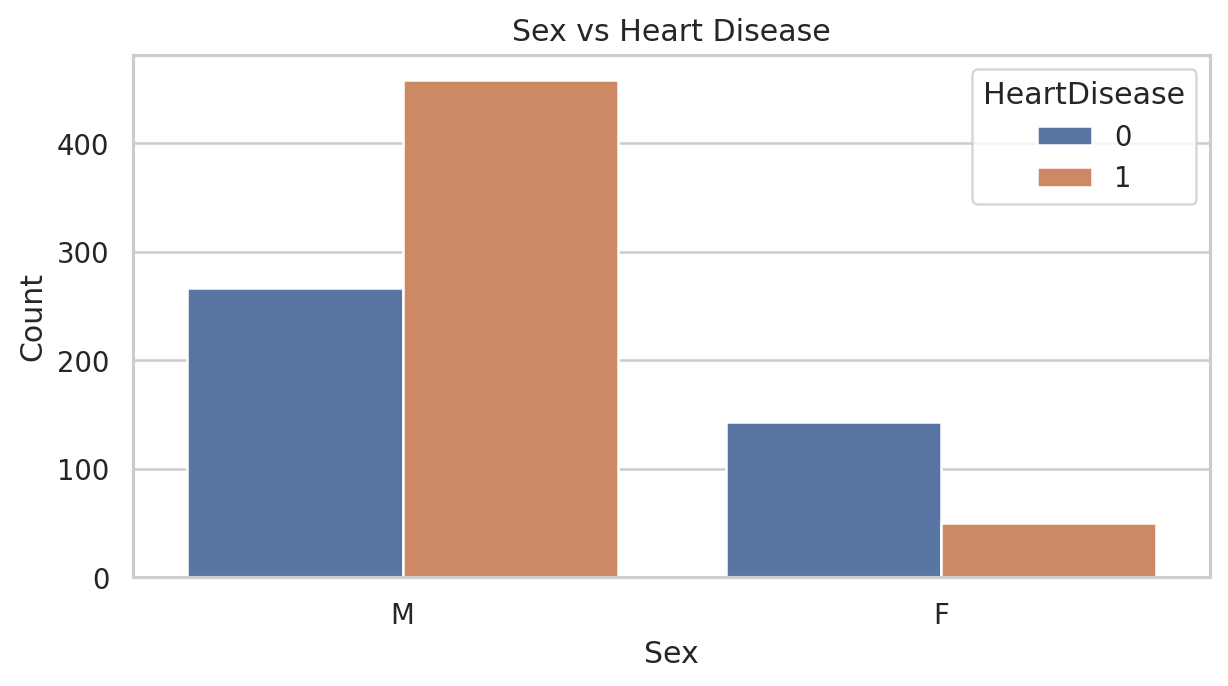 Sex vs Heart Disease
HeartDisease
0
1
400
300
200
100
0
Count
M
F
Sex